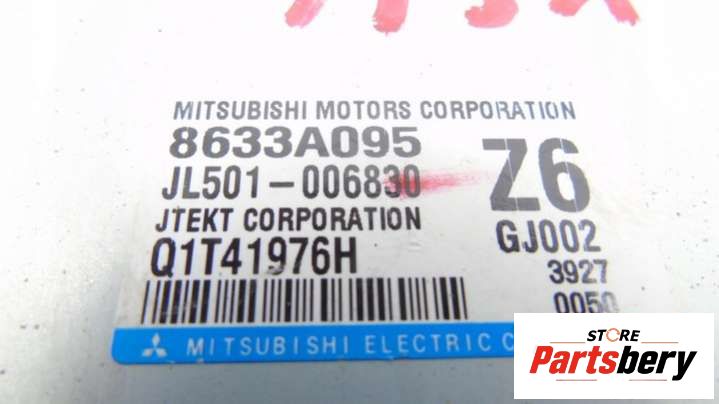 MITSUBISHI MOTORS CORPORATION
8633A095
JL501-006830
Z6
JTEKT CORPORATION
GJ002
Q1T41976H
3927
0050
MITSUBISHI ELECTRIC C
STORE
Partsbery